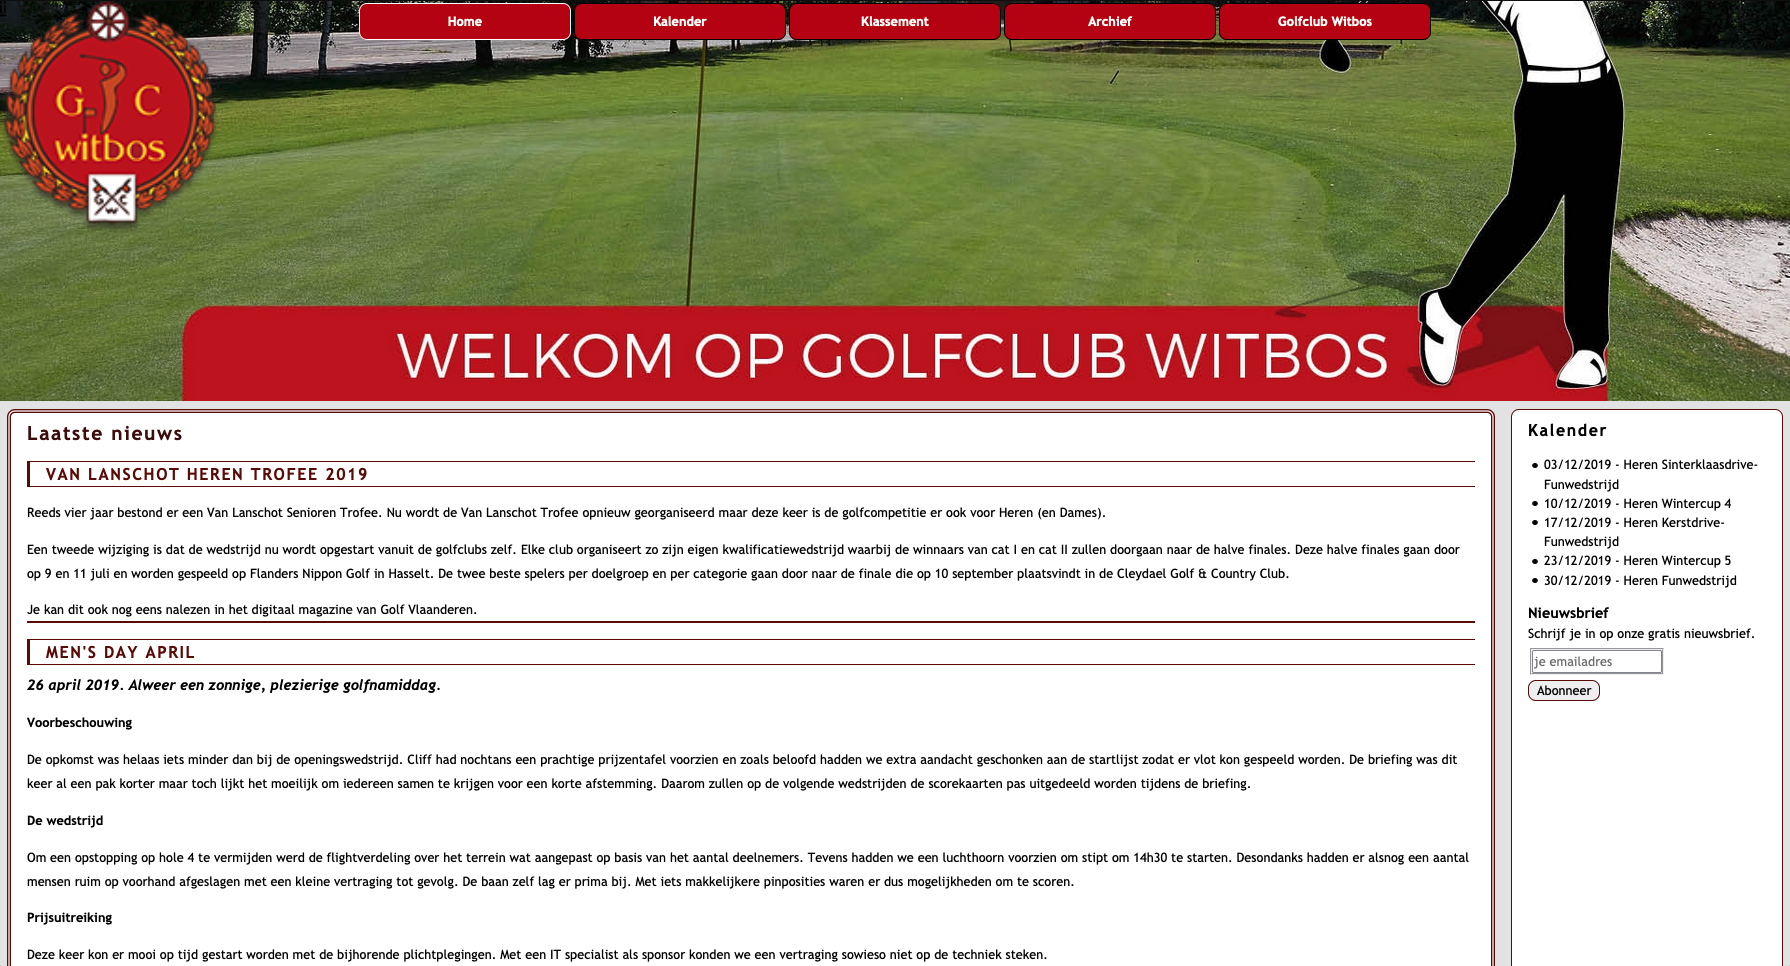 Home
Kalender
Klassement
Archief
Golfclub Witbos
G C
witbos
G C
W
WELKOM OP GOLFCLUB WITBOS
Laatste nieuws
VAN LANSCHOT HEREN TROFEE 2019
Reeds vier jaar bestond er een Van Lanschot Senioren Trofee. Nu wordt de Van Lanschot Trofee opnieuw georganiseerd maar deze keer is de golfcompetitie er ook voor Heren (en Dames).
Een tweede wijziging is dat de wedstrijd nu wordt opgestart vanuit de golfclubs zelf. Elke club organiseert zo zijn eigen kwalificatiewedstrijd waarbij de winnaars van cat I en cat II zullen doorgaan naar de halve finales. Deze halve finales gaan door
op 9 en 11 juli en worden gespeeld op Flanders Nippon Golf in Hasselt. De twee beste spelers per doelgroep en per categorie gaan door naar de finale die op 10 september plaatsvindt in de Cleydael Golf & Country Club.
Je kan dit ook nog eens nalezen in het digitaal magazine van Golf Vlaanderen.
MEN'S DAY APRIL
26 april 2019. Alweer een zonnige, plezierige golfnamiddag.
Voorbeschouwing
De opkomst was helaas iets minder dan bij de openingswedstrijd. Cliff had nochtans een prachtige prijzentafel voorzien en zoals beloofd hadden we extra aandacht geschonken aan de startlijst zodat er vlot kon gespeeld worden. De briefing was dit
keer al een pak korter maar toch lijkt het moeilijk om iedereen samen te krijgen voor een korte afstemming. Daarom zullen op de volgende wedstrijden de scorekaarten pas uitgedeeld worden tijdens de briefing.
De wedstrijd
Om een opstopping op hole 4 te vermijden werd de flightverdeling over het terrein wat aangepast op basis van het aantal deelnemers. Tevens hadden we een luchthoorn voorzien om stipt om 14h30 te starten. Desondanks hadden er alsnog een aantal
mensen ruim op voorhand afgeslagen met een kleine vertraging tot gevolg. De baan zelf lag er prima bij. Met iets makkelijkere pinposities waren er dus mogelijkheden om te scoren.
Prijsuitreiking
Deze keer kon er mooi op tijd gestart worden met de bijhorende plichtplegingen. Met een IT specialist als sponsor konden we een vertraging sowieso niet op de techniek steken.
Kalender
03/12/2019 - Heren Sinterklaasdrive-
Funwedstrijd
10/12/2019 - Heren Wintercup 4
17/12/2019 - Heren Kerstdrive-
Funwedstrijd
23/12/2019 - Heren Wintercup 5
30/12/2019 - Heren Funwedstrijd
Nieuwsbrief
Schrijf je in op onze gratis nieuwsbrief.
je emailadres
Abonneer